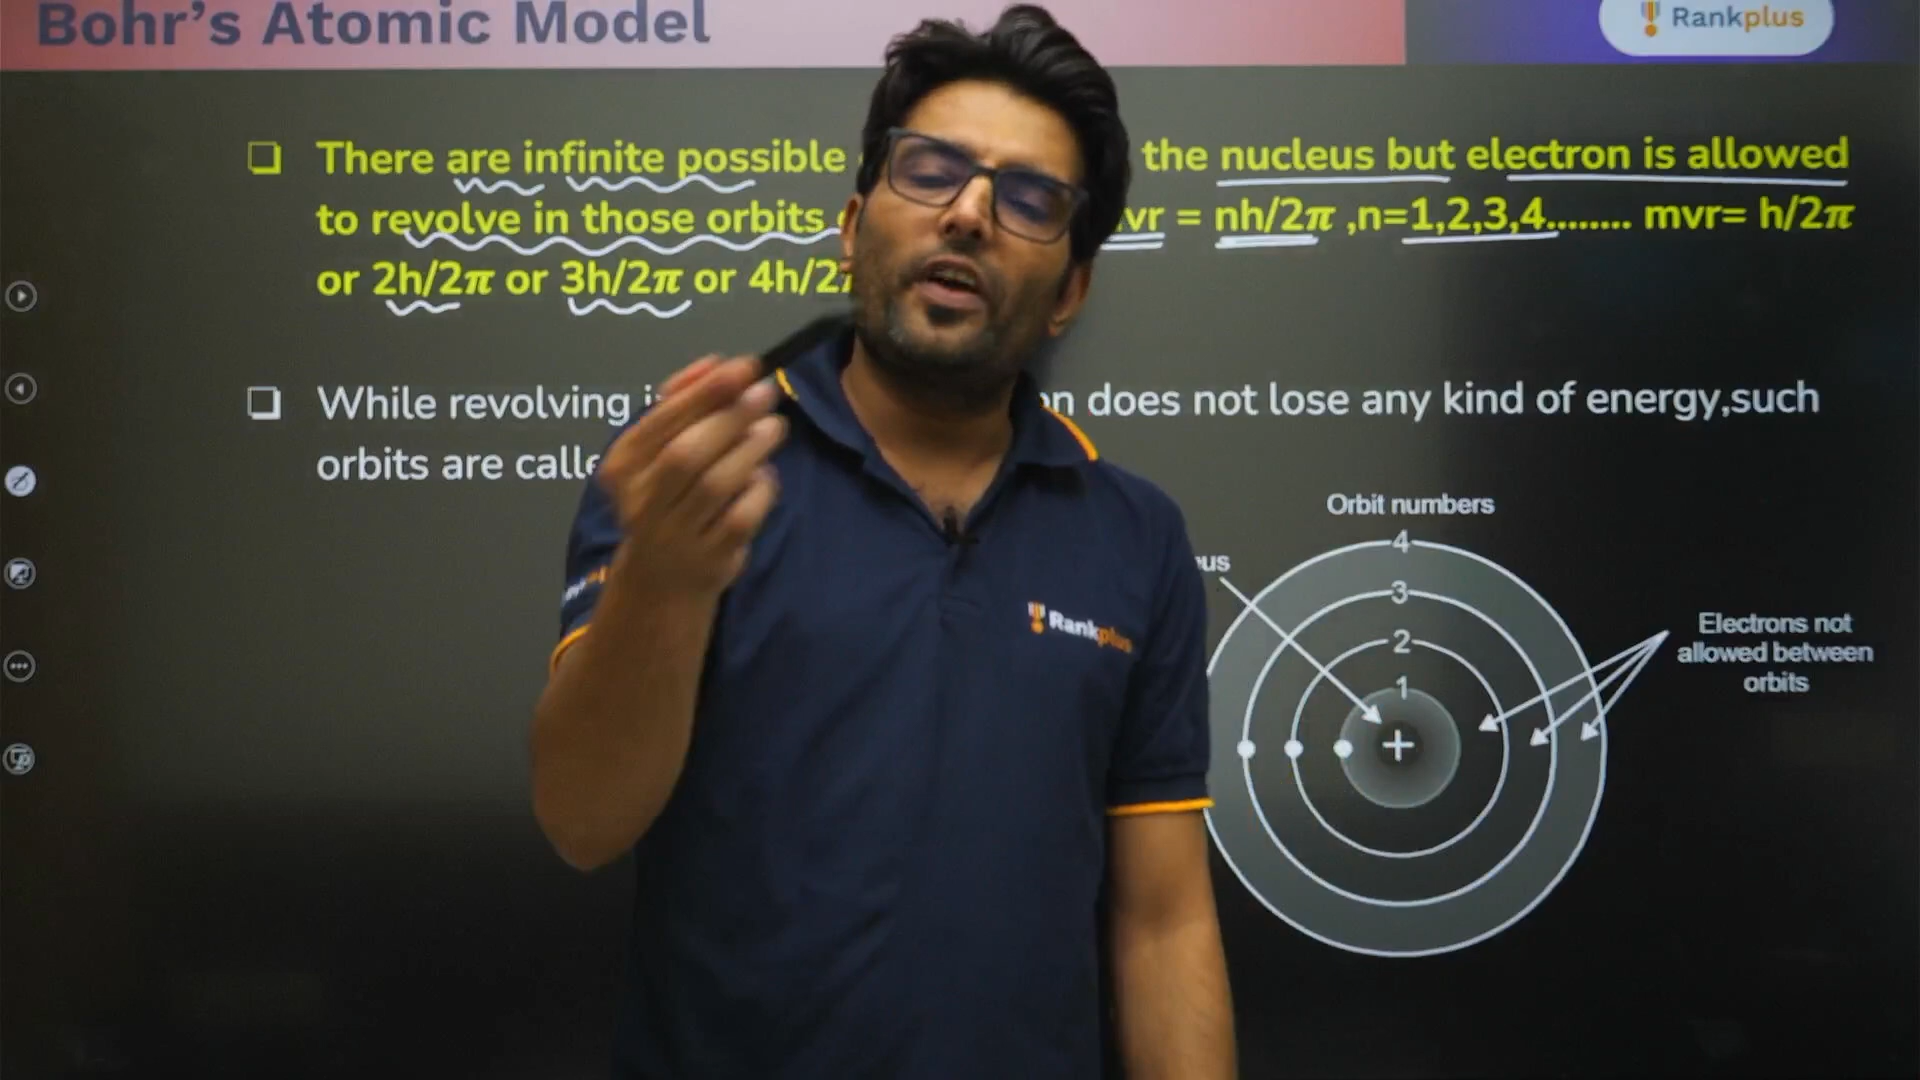 Bohr's Atomic Model
Rankplus
There are infinite possible the nucleus but electron is allowed
to revolve in those orbits vr = nh/2π ,n=1,2,3,4........ mvr= h/2π
or 2h/2π or 3h/2π or 4h/2
While revolving does not lose any kind of energy,such
orbits are
Orbit numbers
4
3
2
1
+
Electrons not
allowed between
orbits
Rankplus